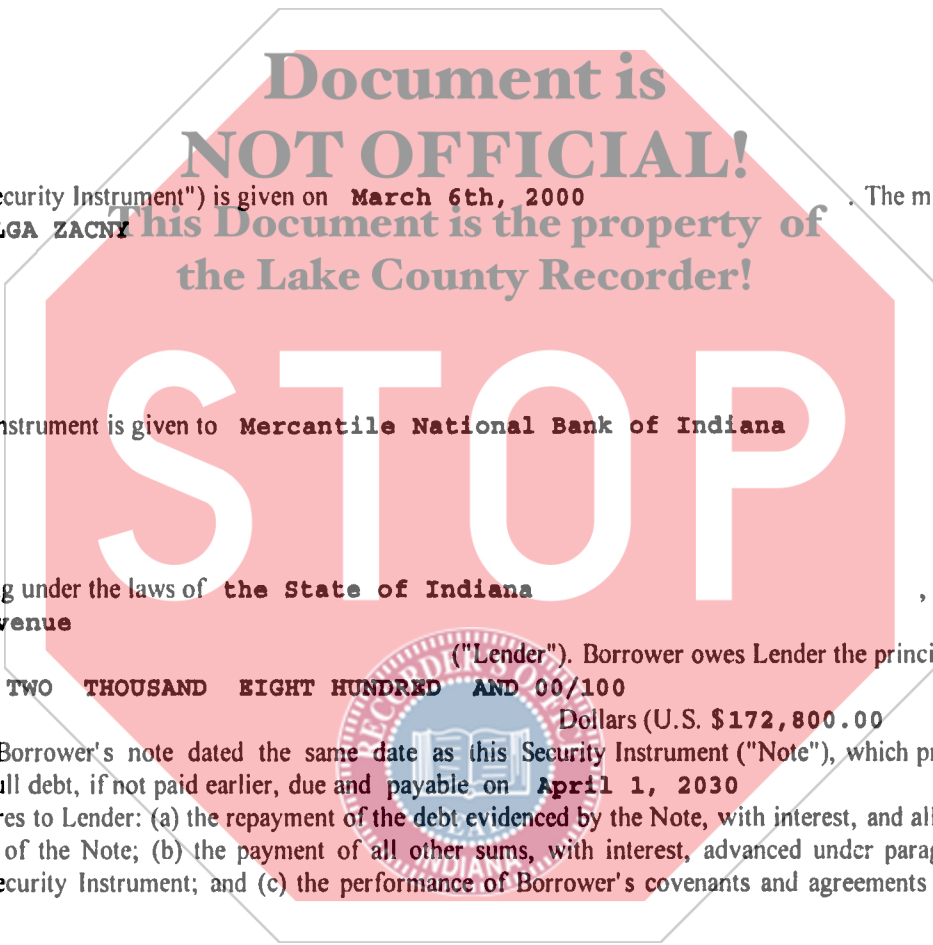 Document is
NOT OFFICIAL!
ecurity Instrument") is given on March 6th, 2000 . The m
LGA ZACNY
This Document is the property of
the Lake County Recorder!
STOP
nstrument is given to Mercantile National Bank of Indiana
g under the laws of the State of Indiana ,
venue
("Lender"). Borrower owes Lender the princi
TWO THOUSAND EIGHT HUNDRED AND 00/100
Dollars (U.S. $172,800.00
Borrower's note dated the same date as this Security Instrument ("Note"), which pr
ull debt, if not paid earlier, due and payable on April 1, 2030
res to Lender: (a) the repayment of the debt evidenced by the Note, with interest, and all
of the Note; (b) the payment of all other sums, with interest, advanced under parag
ecurity Instrument; and (c) the performance of Borrower's covenants and agreements
RECORDER'S OF
SEAL
INDIANA